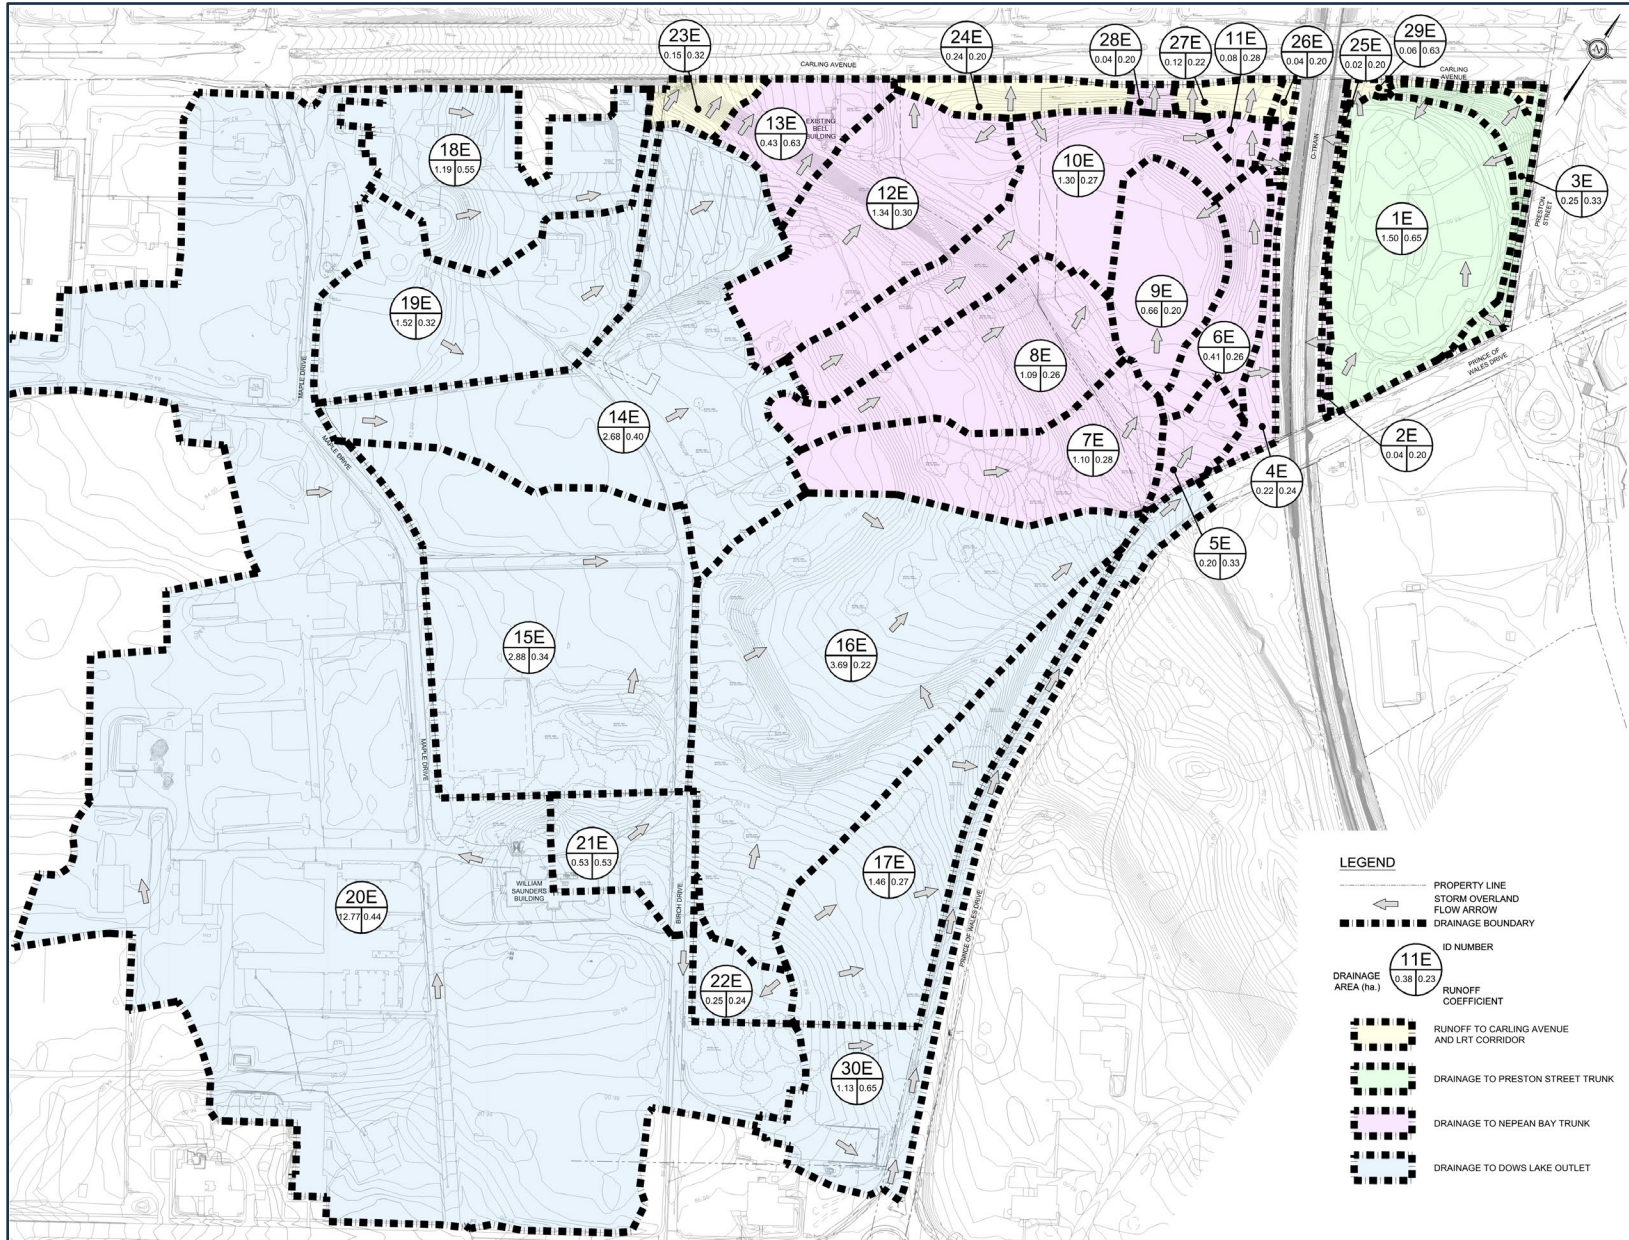 23E
0.15 0.32
24E
0.24 0.20
28E
0.04 0.20
27E
0.12 0.22
11E
0.08 0.28
26E
0.04 0.20
25E
0.02 0.20
29E
0.06 0.63
CARLING AVENUE
CARLING
AVENUE
13E
0.43 0.63
EXISTING
BELL
BUILDING
18E
1.19 0.55
12E
1.34 0.30
10E
1.30 0.27
O-TRAIN
1E
1.50 0.65
3E
0.25 0.33
PRESTON
STREET
19E
1.52 0.32
9E
0.66 0.20
6E
0.41 0.26
8E
1.09 0.26
PRINCE OF
WALES DRIVE
MAPLE DRIVE
MAPLE DRIVE
14E
2.68 0.40
7E
1.10 0.28
2E
0.04 0.20
4E
0.22 0.24
5E
0.20 0.33
15E
2.88 0.34
16E
3.69 0.22
MAPLE DRIVE
21E
0.53 0.53
17E
1.46 0.27
WILLIAM
SAUNDERS
BUILDING
20E
12.77 0.44
BIRCH DRIVE
PRINCE OF WALES DRIVE
22E
0.25 0.24
30E
1.13 0.65
LEGEND
PROPERTY LINE
STORM OVERLAND
FLOW ARROW
DRAINAGE BOUNDARY
ID NUMBER
11E
0.38 0.23
DRAINAGE
AREA (ha.)
RUNOFF
COEFFICIENT
RUNOFF TO CARLING AVENUE
AND LRT CORRIDOR
DRAINAGE TO PRESTON STREET TRUNK
DRAINAGE TO NEPEAN BAY TRUNK
DRAINAGE TO DOWS LAKE OUTLET